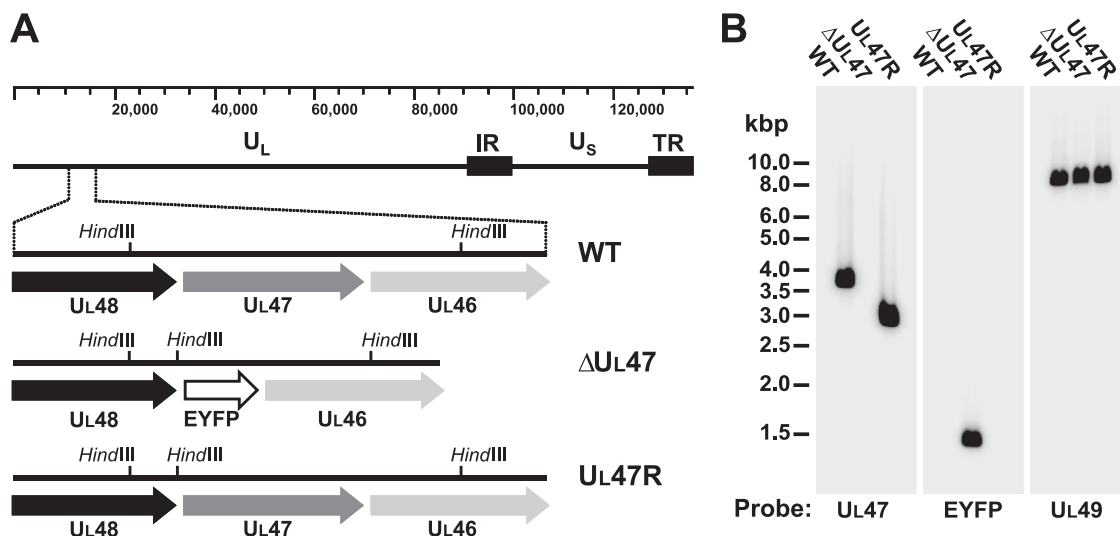 A
20,000 40,000 60,000 80,000 100,000 120,000
UL IR US TR
HindIII HindIII
WT
UL48 UL47 UL46
HindIII HindIII HindIII
ΔUL47
UL48 EYFP UL46
HindIII HindIII HindIII
UL47R
UL48 UL47 UL46
B
WT ΔUL47 UL47R WT ΔUL47 UL47R WT ΔUL47 UL47R
kbp
10.0
8.0
6.0
5.0
4.0
3.5
3.0
2.5
2.0
1.5
Probe: UL47 EYFP UL49